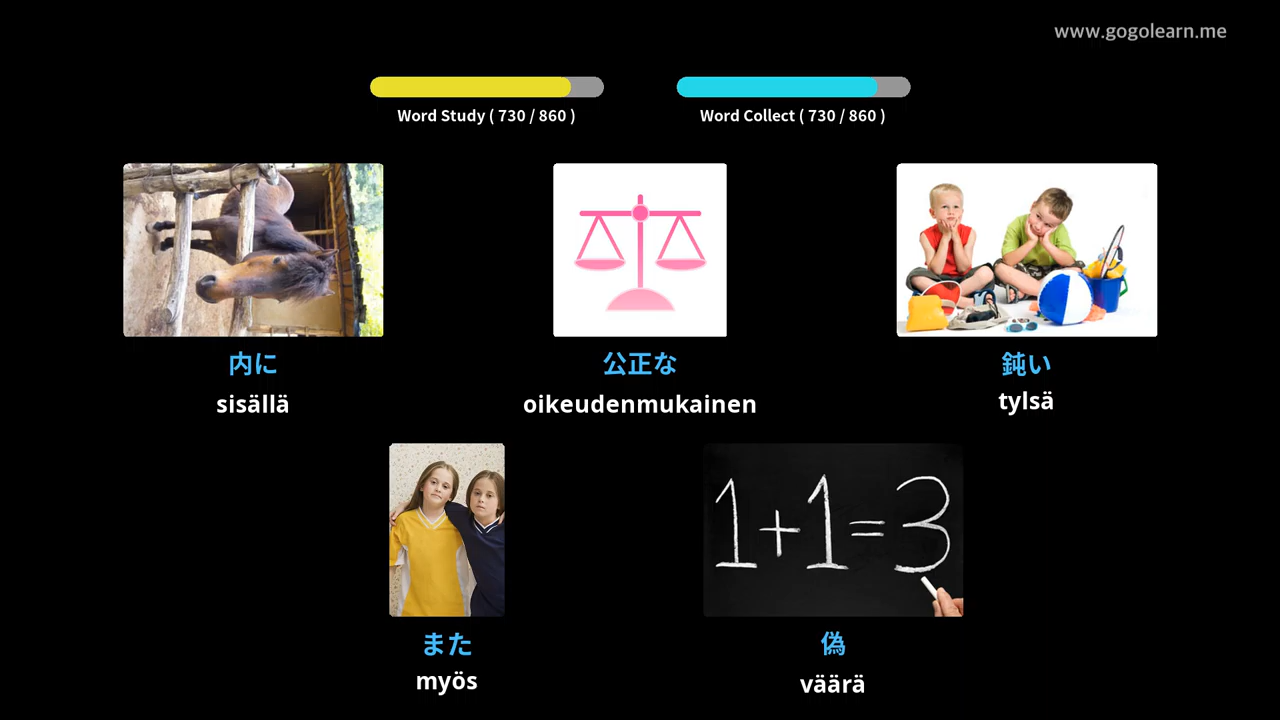 www.gogolearn.me
Word Study ( 730 / 860 )
Word Collect ( 730 / 860 )
内に
sisällä
公正な
oikeudenmukainen
鈍い
tylsä
1+1=3
また
myös
偽
väärä